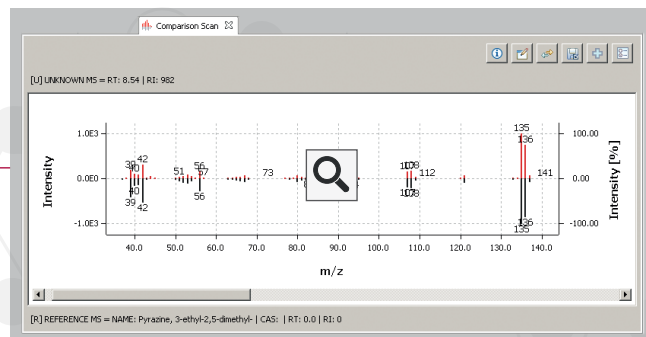 Comparison Scan
[U] UNKNOWN MS = RT: 8.54 | RI: 982
1.0E3 100.00
0.0E0 0.00
-1.0E3 -100.00
Intensity
Intensity [%]
39 40 42 51 56 57 73 107 108 112 135 136 141
39 40 42 56 107 108 136 135
40.0 50.0 60.0 70.0 80.0 90.0 100.0 110.0 120.0 130.0 140.0
m/z
[R] REFERENCE MS = NAME: Pyrazine, 3-ethyl-2,5-dimethyl- | CAS: | RT: 0.0 | RI: 0